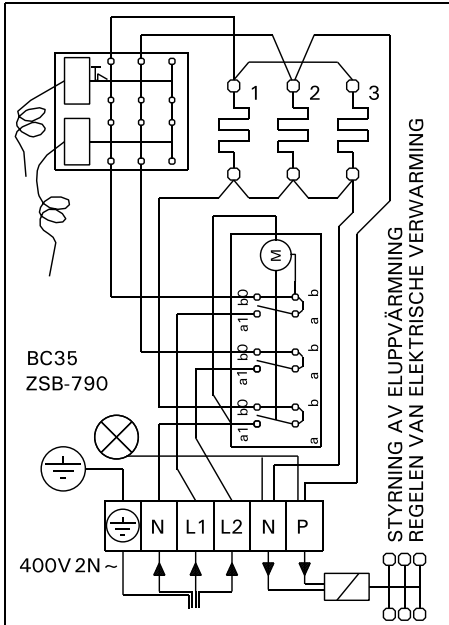 1 2 3
M
b0 b
a1 a
b0 b
a1 a
b0 b
a1 a
BC35
ZSB-790
N L1 L2 N P
400V 2N~
STYRNING AV ELUPPVÄRMNING
REGELEN VAN ELEKTRISCHE VERWARMING